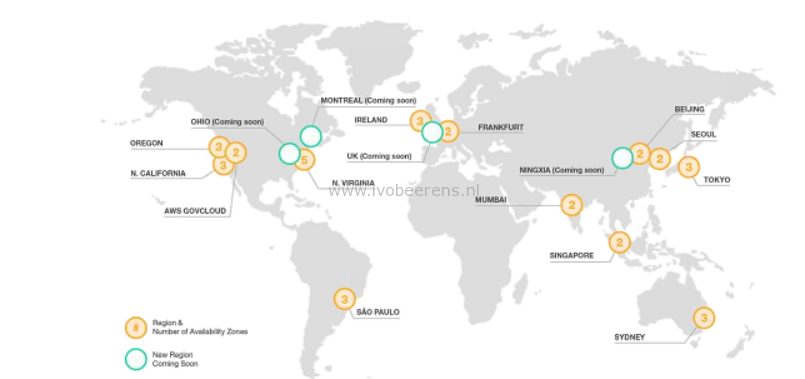 MONTREAL (Coming soon)
OHIO (Coming soon)
IRELAND
3
BEIJING
FRANKFURT
2
SEOUL
OREGON
3
2
UK (Coming soon)
5
2
2
N. CALIFORNIA
3
NINGXIA (Coming soon)
3
TOKYO
N. VIRGINIA
www.ivobeerens.nl
MUMBAI
2
AWS GOVCLOUD
2
SINGAPORE
3
SÃO PAULO
3
SYDNEY
# Region &
Number of Availability Zones
New Region
Coming Soon